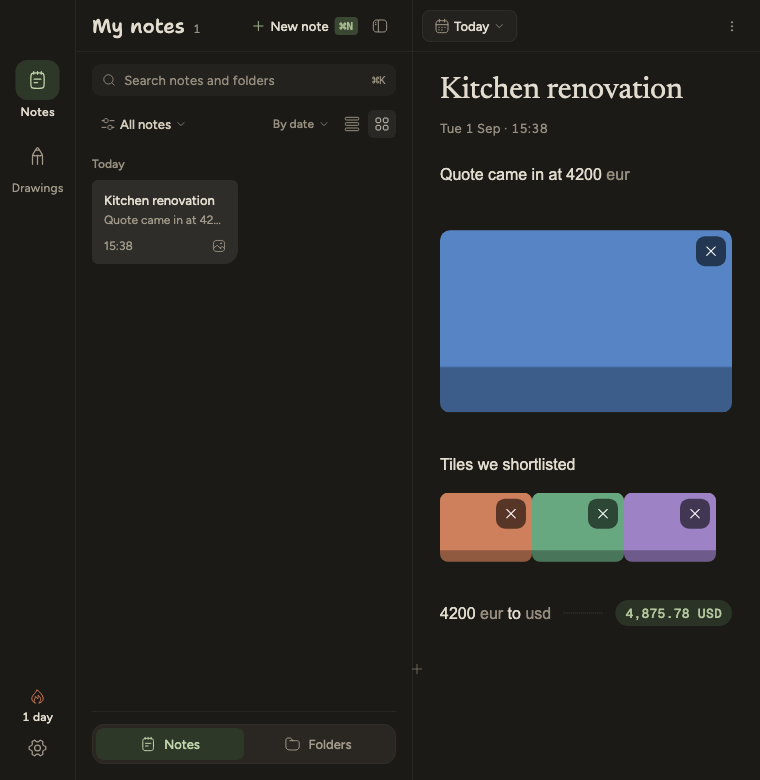 My notes 1
New note ⌘N
Today
Notes
Drawings
Search notes and folders ⌘K
All notes
By date
Today
Kitchen renovation
Quote came in at 42...
15:38
Kitchen renovation
Tue 1 Sep · 15:38
Quote came in at 4200 eur
Tiles we shortlisted
4200 eur to usd 4,875.78 USD
1 day
Notes
Folders